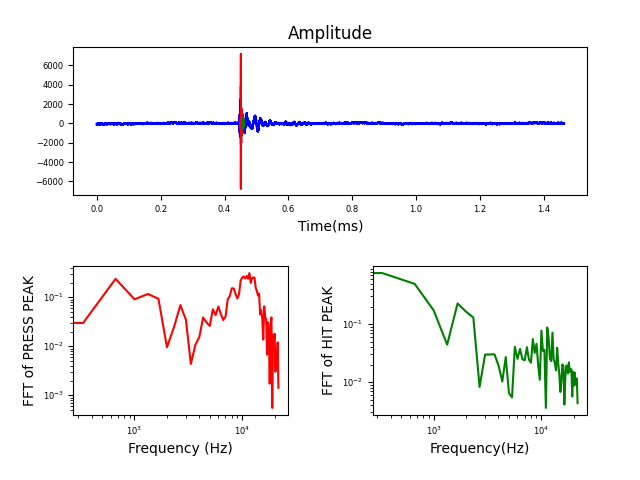 Amplitude
6000
4000
2000
0
−2000
−4000
−6000
0.0 0.2 0.4 0.6 0.8 1.0 1.2 1.4
Time(ms)
FFT of PRESS PEAK
10⁻¹
10⁻²
10⁻³
10³ 10⁴
Frequency (Hz)
FFT of HIT PEAK
10⁻¹
10⁻²
10³ 10⁴
Frequency(Hz)